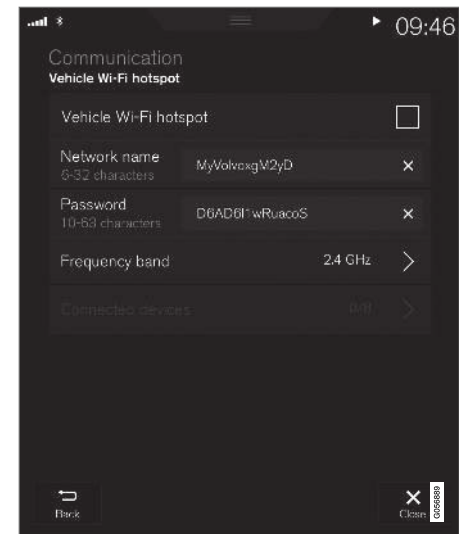 09:46
Communication
Vehicle Wi-Fi hotspot
Vehicle Wi-Fi hotspot
Network name
6-32 characters
MyVolvoxgM2yD
Password
10-63 characters
D6AD6l1wRuacoS
Frequency band 2.4 GHz
Connected devices 0/8
Back
Close
G056889